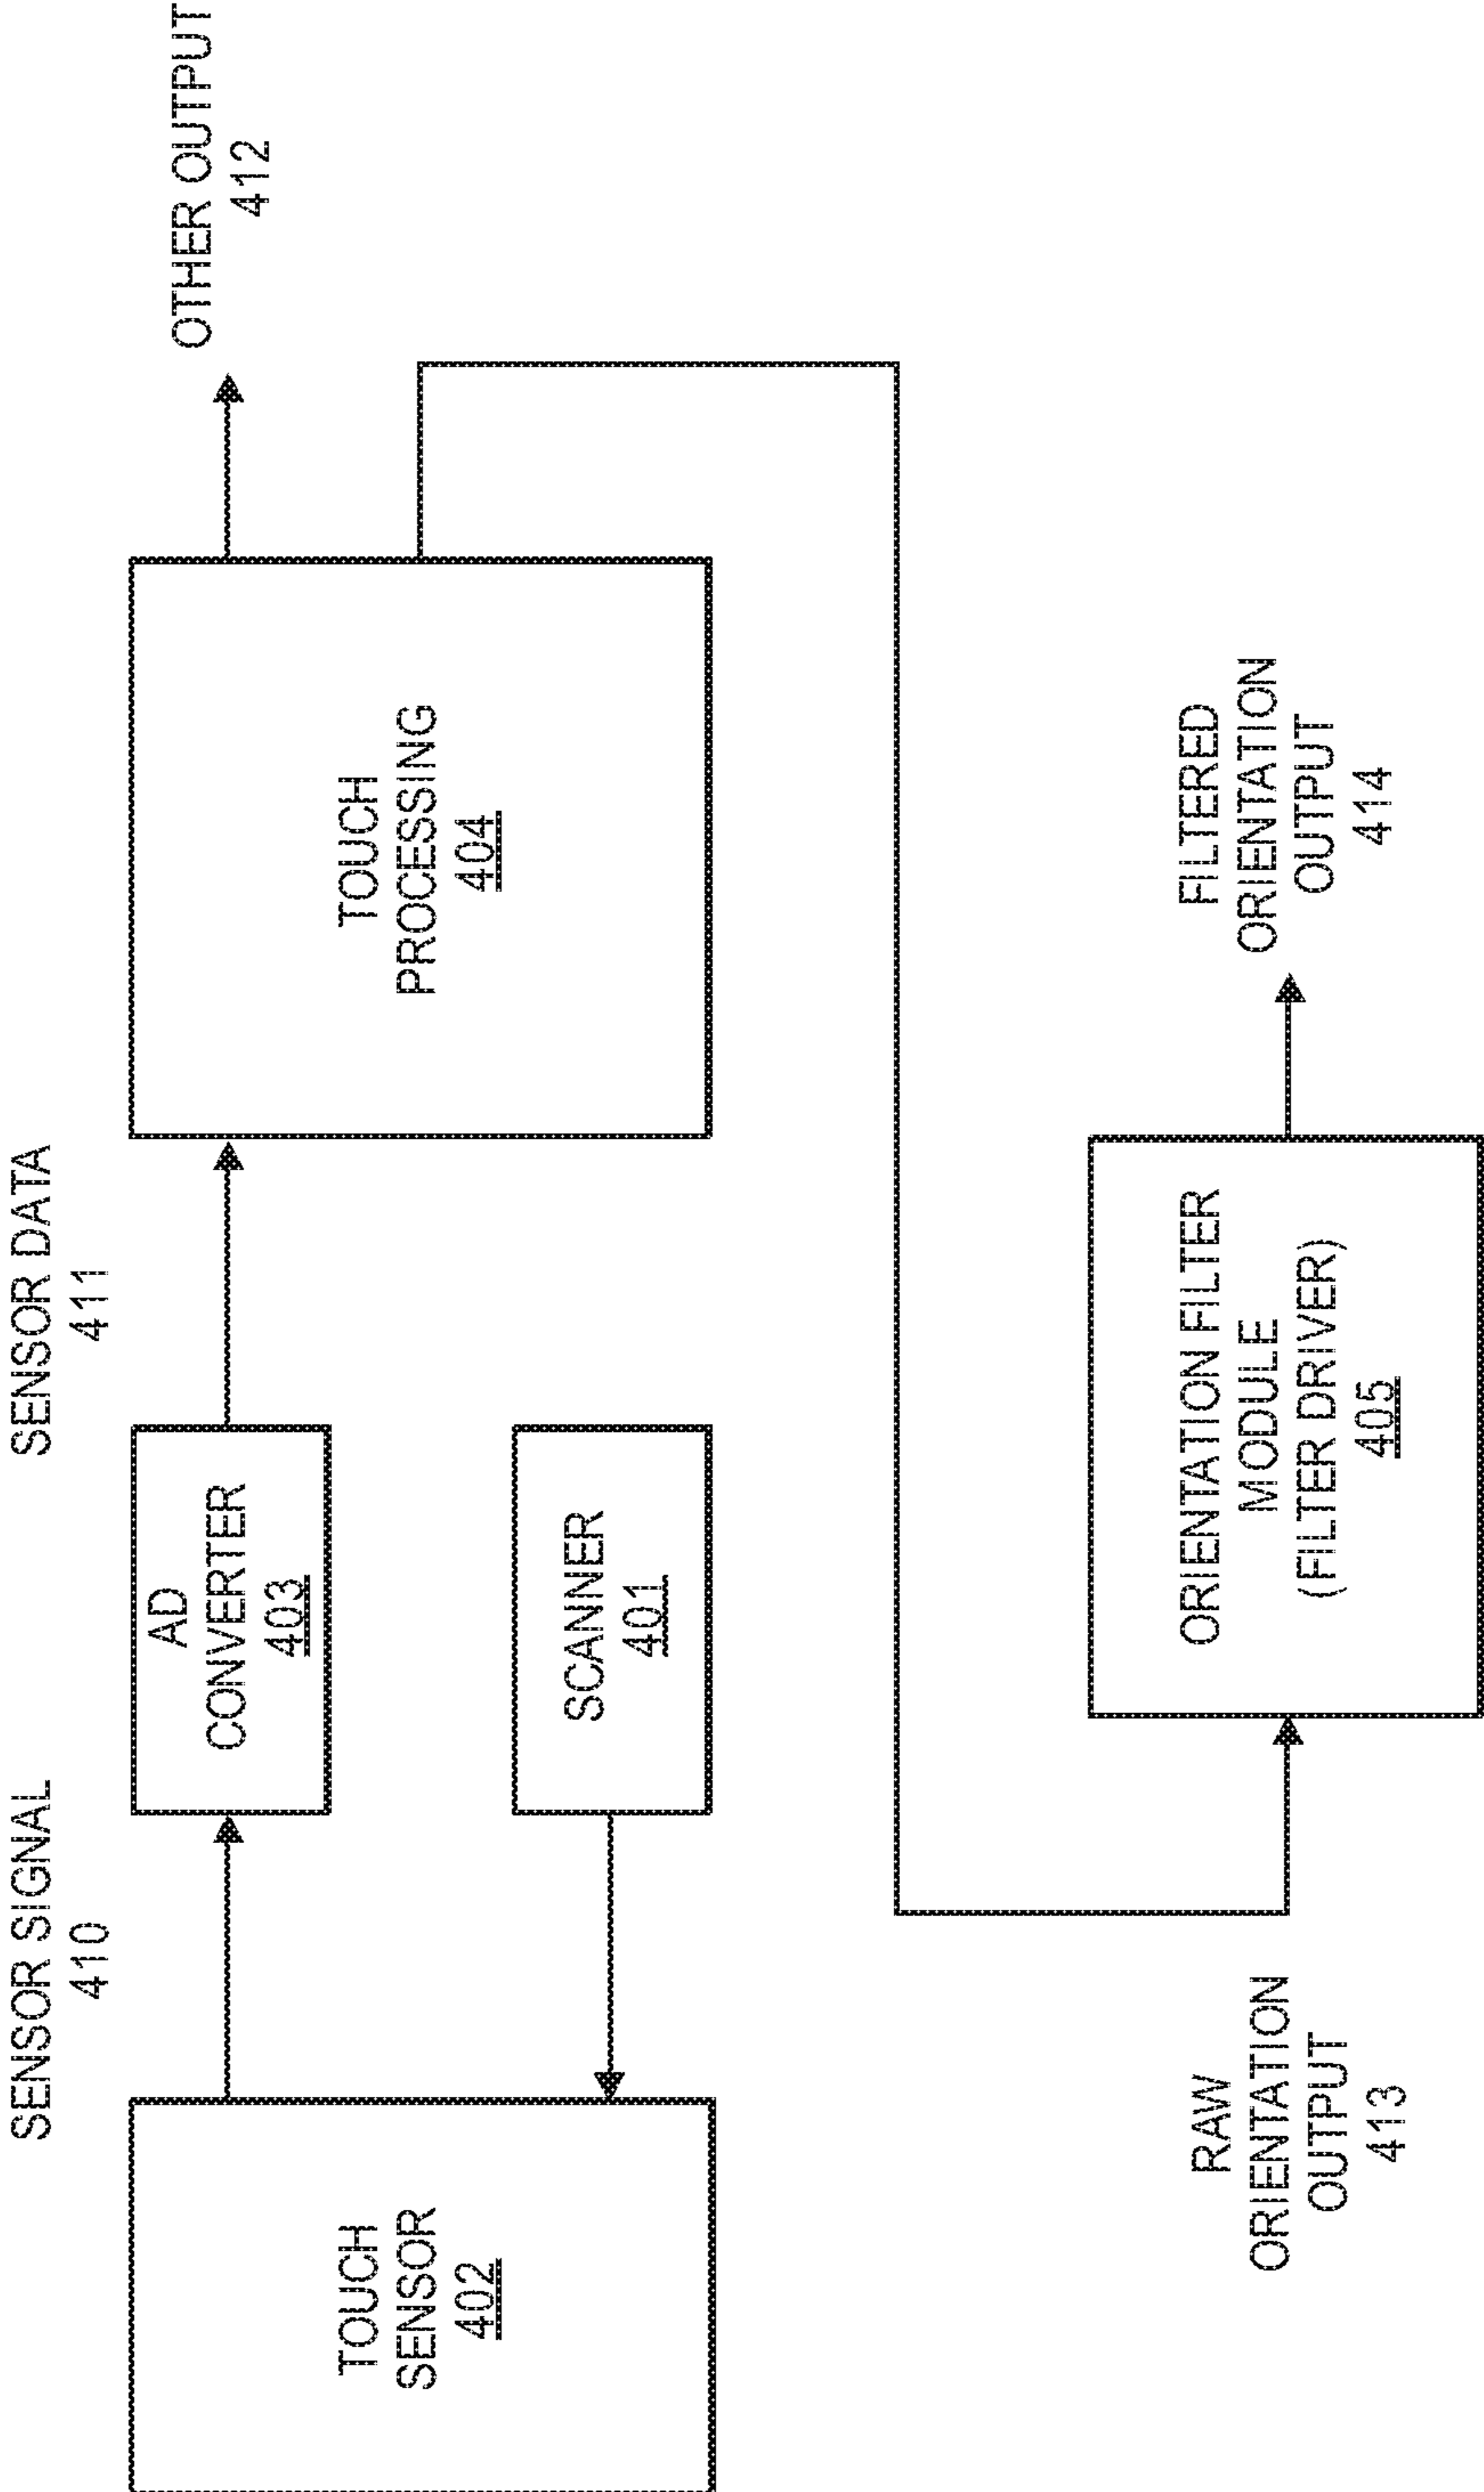 SENSOR SIGNAL
410
SENSOR DATA
411
OTHER OUTPUT
412
TOUCH
SENSOR
402
AD
CONVERTER
403
SCANNER
401
TOUCH
PROCESSING
404
RAW
ORIENTATION
OUTPUT
413
ORIENTATION FILTER
MODULE
(FILTER DRIVER)
405
FILTERED
ORIENTATION
OUTPUT
414